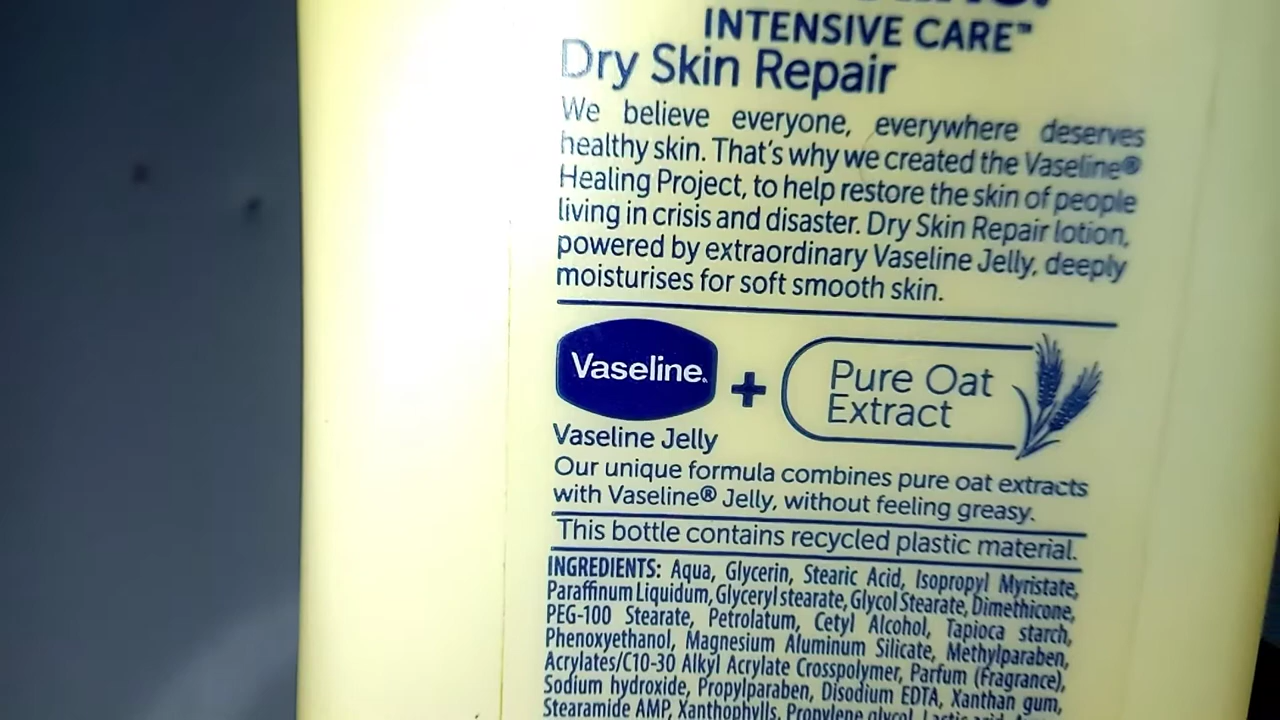 INTENSIVE CARE™
Dry Skin Repair
We believe everyone, everywhere deserves
healthy skin. That's why we created the Vaseline®
Healing Project, to help restore the skin of people
living in crisis and disaster. Dry Skin Repair lotion,
powered by extraordinary Vaseline Jelly, deeply
moisturises for soft smooth skin.
Vaseline.
+
Pure Oat
Extract
Vaseline Jelly
Our unique formula combines pure oat extracts
with Vaseline® Jelly, without feeling greasy.
This bottle contains recycled plastic material.
INGREDIENTS: Aqua, Glycerin, Stearic Acid, Isopropyl Myristate,
Paraffinum Liquidum, Glyceryl stearate, Glycol Stearate, Dimethicone,
PEG-100 Stearate, Petrolatum, Cetyl Alcohol, Tapioca starch,
Phenoxyethanol, Magnesium Aluminum Silicate, Methylparaben,
Acrylates/C10-30 Alkyl Acrylate Crosspolymer, Parfum (Fragrance),
Sodium hydroxide, Propylparaben, Disodium EDTA, Xanthan gum,
Stearamide AMP, Xanthophylls, Propylene glycol, Lactic acid,